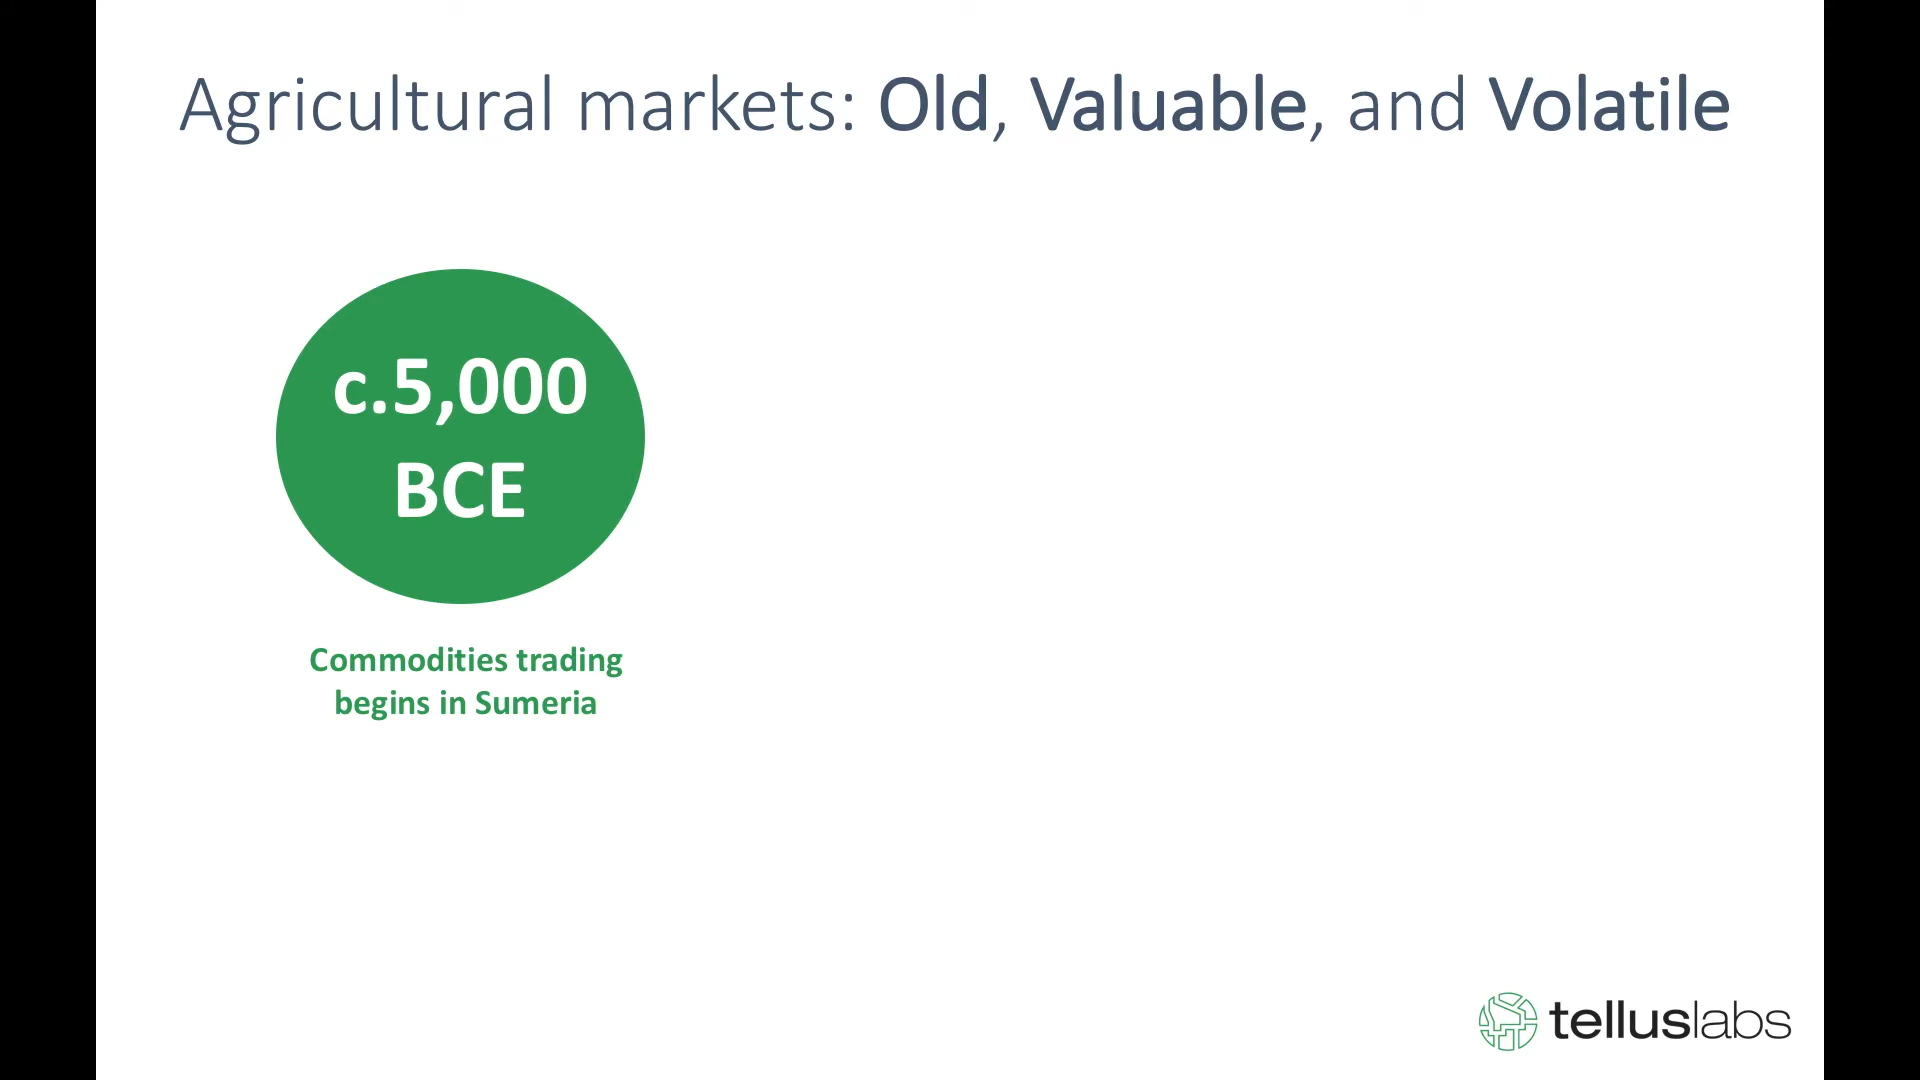 Agricultural markets: Old, Valuable, and Volatile
c.5,000
BCE
Commodities trading
begins in Sumeria
telluslabs